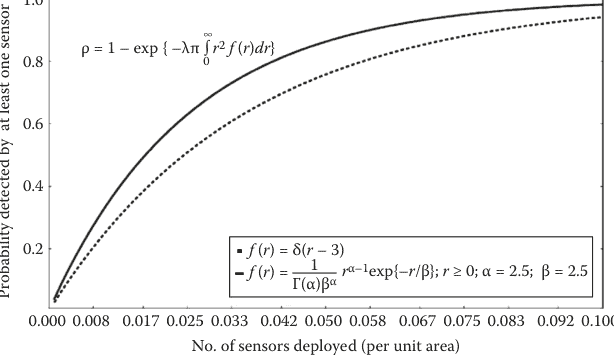 1.0
ρ = 1 − exp { −λπ ∫₀^∞ r² f (r)dr}
0.8
0.6
0.4
0.2
Probability detected by at least one sensor
f (r) = δ(r − 3)
f (r) = 1/(Γ(α)β^α) r^(α−1)exp{−r/β}; r ≥ 0; α = 2.5; β = 2.5
0.000 0.008 0.017 0.025 0.033 0.042 0.050 0.058 0.067 0.075 0.083 0.092 0.100
No. of sensors deployed (per unit area)